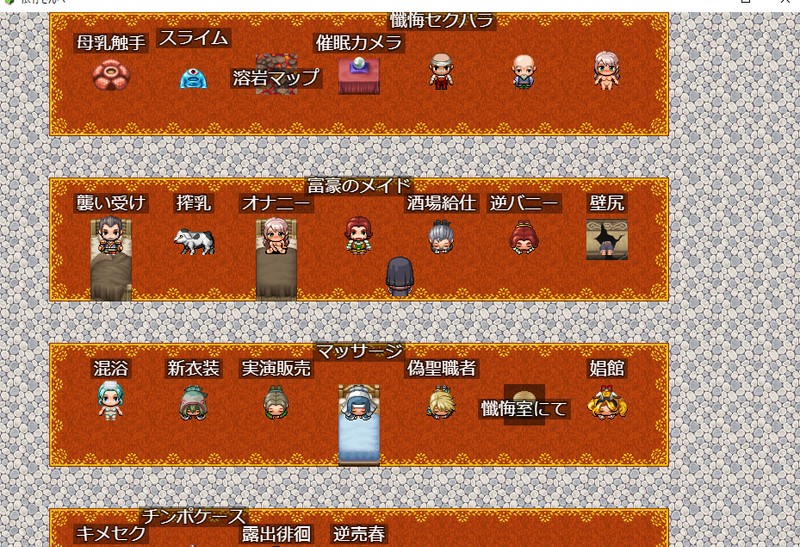 懺悔セクハラ
母乳触手
スライム
溶岩マップ
催眠カメラ
富豪のメイド
襲い受け
搾乳
オナニー
酒場給仕
逆バニー
壁尻
マッサージ
混浴
新衣装
実演販売
偽聖職者
懺悔室にて
娼館
チンポケース
キメセク
露出徘徊
逆売春